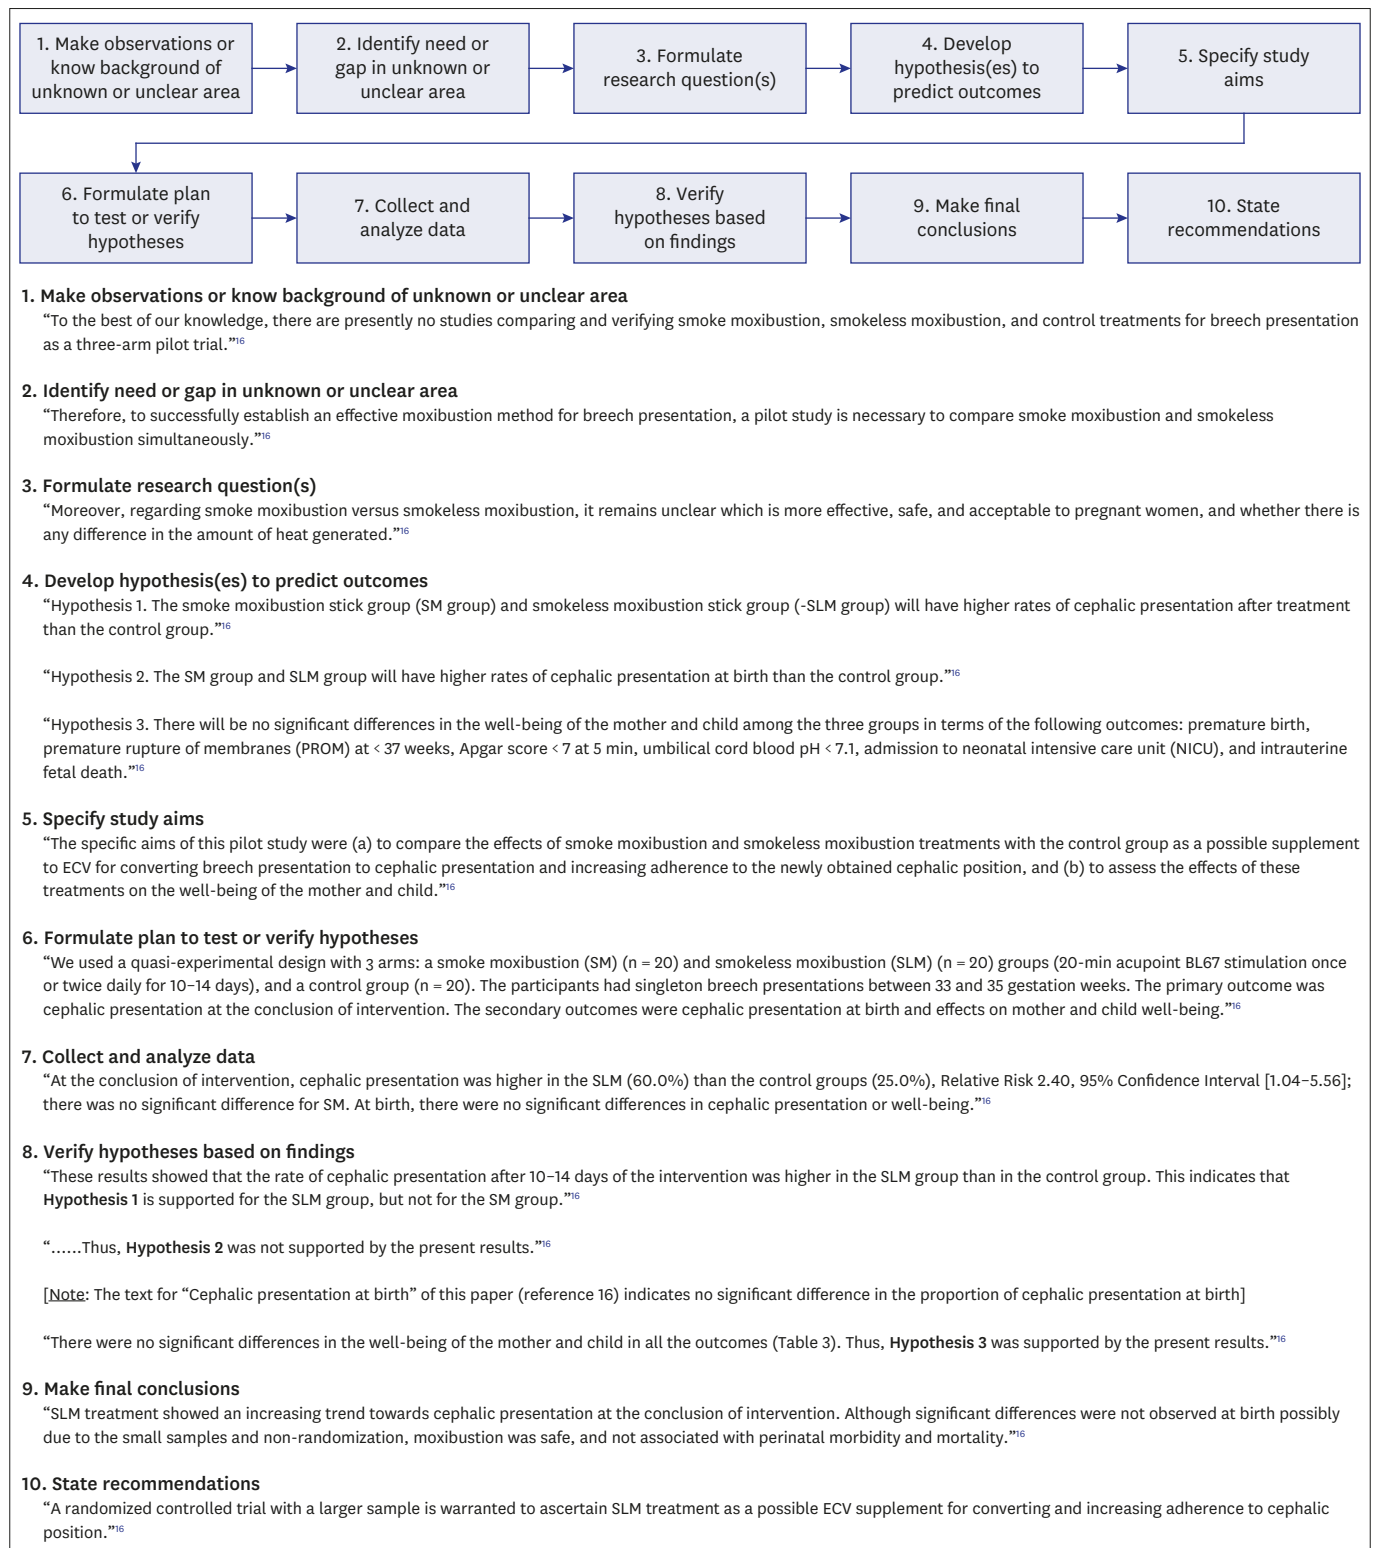 1. Make observations or
know background of
unknown or unclear area
2. Identify need or
gap in unknown or
unclear area
3. Formulate
research question(s)
4. Develop
hypothesis(es) to
predict outcomes
5. Specify study
aims
6. Formulate plan
to test or verify
hypotheses
7. Collect and
analyze data
8. Verify
hypotheses based
on findings
9. Make final
conclusions
10. State
recommendations
1. Make observations or know background of unknown or unclear area
“To the best of our knowledge, there are presently no studies comparing and verifying smoke moxibustion, smokeless moxibustion, and control treatments for breech presentation
as a three-arm pilot trial.”16
2. Identify need or gap in unknown or unclear area
“Therefore, to successfully establish an effective moxibustion method for breech presentation, a pilot study is necessary to compare smoke moxibustion and smokeless
moxibustion simultaneously.”16
3. Formulate research question(s)
“Moreover, regarding smoke moxibustion versus smokeless moxibustion, it remains unclear which is more effective, safe, and acceptable to pregnant women, and whether there is
any difference in the amount of heat generated.”16
4. Develop hypothesis(es) to predict outcomes
“Hypothesis 1. The smoke moxibustion stick group (SM group) and smokeless moxibustion stick group (-SLM group) will have higher rates of cephalic presentation after treatment
than the control group.”16
“Hypothesis 2. The SM group and SLM group will have higher rates of cephalic presentation at birth than the control group.”16
“Hypothesis 3. There will be no significant differences in the well-being of the mother and child among the three groups in terms of the following outcomes: premature birth,
premature rupture of membranes (PROM) at < 37 weeks, Apgar score < 7 at 5 min, umbilical cord blood pH < 7.1, admission to neonatal intensive care unit (NICU), and intrauterine
fetal death.”16
5. Specify study aims
“The specific aims of this pilot study were (a) to compare the effects of smoke moxibustion and smokeless moxibustion treatments with the control group as a possible supplement
to ECV for converting breech presentation to cephalic presentation and increasing adherence to the newly obtained cephalic position, and (b) to assess the effects of these
treatments on the well-being of the mother and child.”16
6. Formulate plan to test or verify hypotheses
“We used a quasi-experimental design with 3 arms: a smoke moxibustion (SM) (n = 20) and smokeless moxibustion (SLM) (n = 20) groups (20-min acupoint BL67 stimulation once
or twice daily for 10–14 days), and a control group (n = 20). The participants had singleton breech presentations between 33 and 35 gestation weeks. The primary outcome was
cephalic presentation at the conclusion of intervention. The secondary outcomes were cephalic presentation at birth and effects on mother and child well-being.”16
7. Collect and analyze data
“At the conclusion of intervention, cephalic presentation was higher in the SLM (60.0%) than the control groups (25.0%), Relative Risk 2.40, 95% Confidence Interval [1.04–5.56];
there was no significant difference for SM. At birth, there were no significant differences in cephalic presentation or well-being.”16
8. Verify hypotheses based on findings
“These results showed that the rate of cephalic presentation after 10–14 days of the intervention was higher in the SLM group than in the control group. This indicates that
Hypothesis 1 is supported for the SLM group, but not for the SM group.”16
“......Thus, Hypothesis 2 was not supported by the present results.”16
[Note: The text for “Cephalic presentation at birth” of this paper (reference 16) indicates no significant difference in the proportion of cephalic presentation at birth]
“There were no significant differences in the well-being of the mother and child in all the outcomes (Table 3). Thus, Hypothesis 3 was supported by the present results.”16
9. Make final conclusions
“SLM treatment showed an increasing trend towards cephalic presentation at the conclusion of intervention. Although significant differences were not observed at birth possibly
due to the small samples and non-randomization, moxibustion was safe, and not associated with perinatal morbidity and mortality.”16
10. State recommendations
“A randomized controlled trial with a larger sample is warranted to ascertain SLM treatment as a possible ECV supplement for converting and increasing adherence to cephalic
position.”16